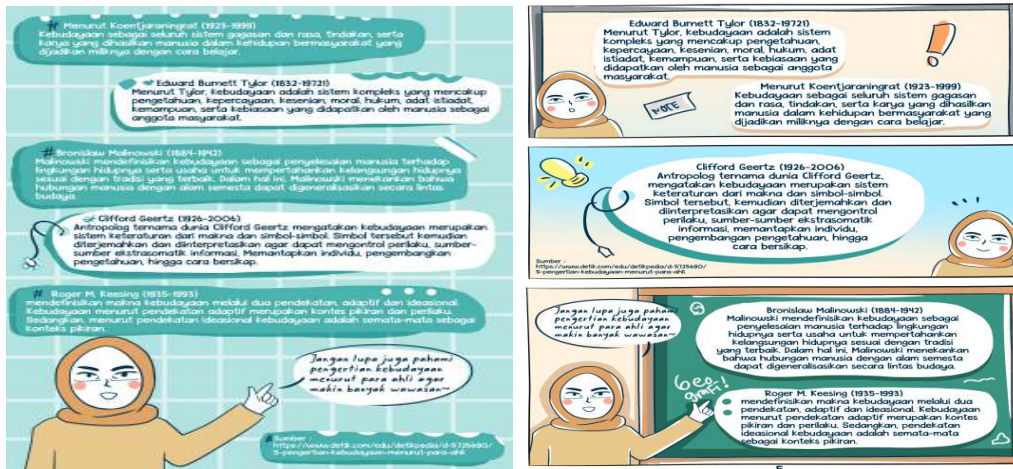 # Menurut Koentjaraningrat (1923-1999)
Kebudayaan sebagai seluruh sistem gagasan dan rasa, tindakan, serta
karya yang dihasilkan manusia dalam kehidupan bermasyarakat yang
dijadikan miliknya dengan cara belajar.
Edward Burnett Tylor (1832-19721)
Menurut Tylor, kebudayaan adalah sistem kompleks yang mencakup
pengetahuan, kepercayaan, kesenian, moral, hukum, adat istiadat,
kemampuan, serta kebiasaan yang didapatkan oleh manusia sebagai
anggota masyarakat.
#Bronislaw Malinowski (1884-1942)
Malinowski mendefinisikan kebudayaan sebagai penyelesaian manusia terhadap
lingkungan hidupnya serta usaha untuk mempertahankan kelangsungan hidupnya
sesuai dengan tradisi yang terbaik. Dalam hal ini, Malinowski menekankan bahwa
hubungan manusia dengan alam semesta dapat digeneralisasikan secara lintas
budaya.
Clifford Geertz (1926-2006)
Antropolog ternama dunia Clifford Geertz mengatakan kebudayaan merupakan
sistem keteraturan dari makna dan simbol-simbol. Simbol tersebut kemudian
diterjemahkan dan diinterpretasikan agar dapat mengontrol perilaku, sumber-
sumber ekstrasomatik informasi, Memantapkan individu, pengembangkan
pengetahuan, hingga cara bersikap.
# Roger M. Keesing (1935-1993)
mendefinisikan makna kebudayaan melalui dua pendekatan, adaptif dan ideasional.
Kebudayaan menurut pendekatan adaptif merupakan kontes pikiran dan perilaku.
Sedangkan, menurut pendekatan ideasional kebudayaan adalah semata-mata sebagai
konteks pikiran.
Jangan lupa juga pahami
pengertian kebudayaan
menurut para ahli agar
makin banyak wawasan~
#Sumber :
https://www.detik.com/edu/detikpedia/d-5725680/
5-pengertian-kebudayaan-menurut-para-ahli
Edward Burnett Tylor (1832-19721)
Menurut Tylor, kebudayaan adalah sistem
kompleks yang mencakup pengetahuan,
kepercayaan, kesenian, moral, hukum, adat
istiadat, kemampuan, serta kebiasaan yang
didapatkan oleh manusia sebagai anggota
masyarakat.
NOTE
Menurut Koentjaraningrat (1923-1999)
Kebudayaan sebagai seluruh sistem gagasan
dan rasa, tindakan, serta karya yang dihasilkan
manusia dalam kehidupan bermasyarakat yang
dijadikan miliknya dengan cara belajar.
Clifford Geertz (1926-2006)
Antropolog ternama dunia Clifford Geertz,
mengatakan kebudayaan merupakan sistem
keteraturan dari makna dan simbol-simbol.
Simbol tersebut, kemudian diterjemahkan dan
diinterpretasikan agar dapat mengontrol
perilaku, sumber-sumber ekstrasomatik
informasi, memantapkan individu,
pengembangan pengetahuan, hingga
cara bersikap.
Sumber :
https://www.detik.com/edu/detikpedia/d-5725680/
5-pengertian-kebudayaan-menurut-para-ahli
Jangan lupa juga pahami
pengertian kebudayaan
menurut para ahli agar
makin banyak wawasan~
Bronislaw Malinowski (1884-1942)
Malinowski mendefinisikan kebudayaan sebagai
penyelesaian manusia terhadap lingkungan
hidupnya serta usaha untuk mempertahankan
kelangsungan hidupnya sesuai dengan tradisi
yang terbaik. Dalam hal ini, Malinowski menekankan
bahwa hubungan manusia dengan alam semesta
dapat digeneralisasikan secara lintas budaya.
Geo
grafi!
Roger M. Keesing (1935-1993)
mendefinisikan makna kebudayaan melalui dua
pendekatan, adaptif dan ideasional. Kebudayaan
menurut pendekatan adaptif merupakan kontes
pikiran dan perilaku. Sedangkan, pendekatan
ideasional kebudayaan adalah semata-mata
sebagai konteks pikiran.